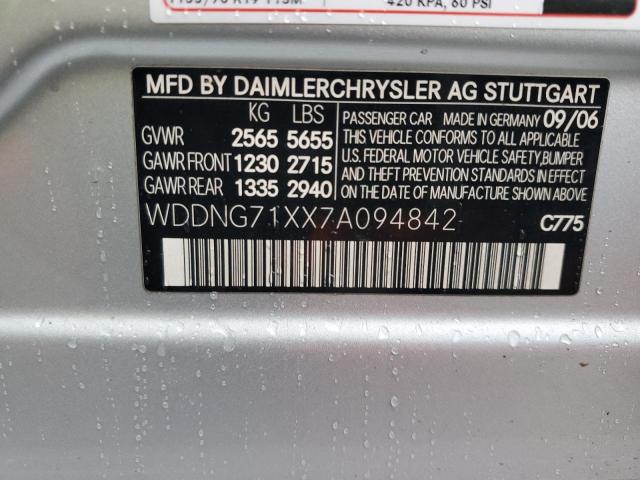 420 KPA, 60 PSI
MFD BY DAIMLERCHRYSLER AG STUTTGART
KG LBS
GVWR 2565 5655
GAWR FRONT 1230 2715
GAWR REAR 1335 2940
PASSENGER CAR MADE IN GERMANY 09/06
THIS VEHICLE CONFORMS TO ALL APPLICABLE
U.S. FEDERAL MOTOR VEHICLE SAFETY, BUMPER
AND THEFT PREVENTION STANDARDS IN EFFECT
ON THE DATE OF MANUFACTURE SHOWN ABOVE.
WDDNG71XX7A094842 C775